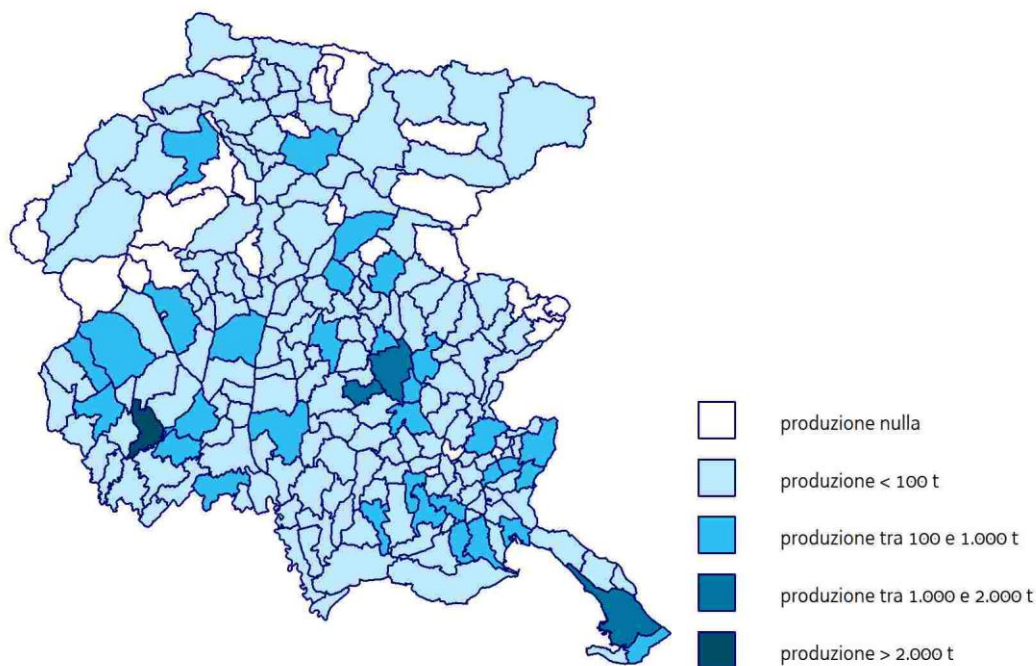 produzione nulla
produzione < 100 t
produzione tra 100 e 1.000 t
produzione tra 1.000 e 2.000 t
produzione > 2.000 t